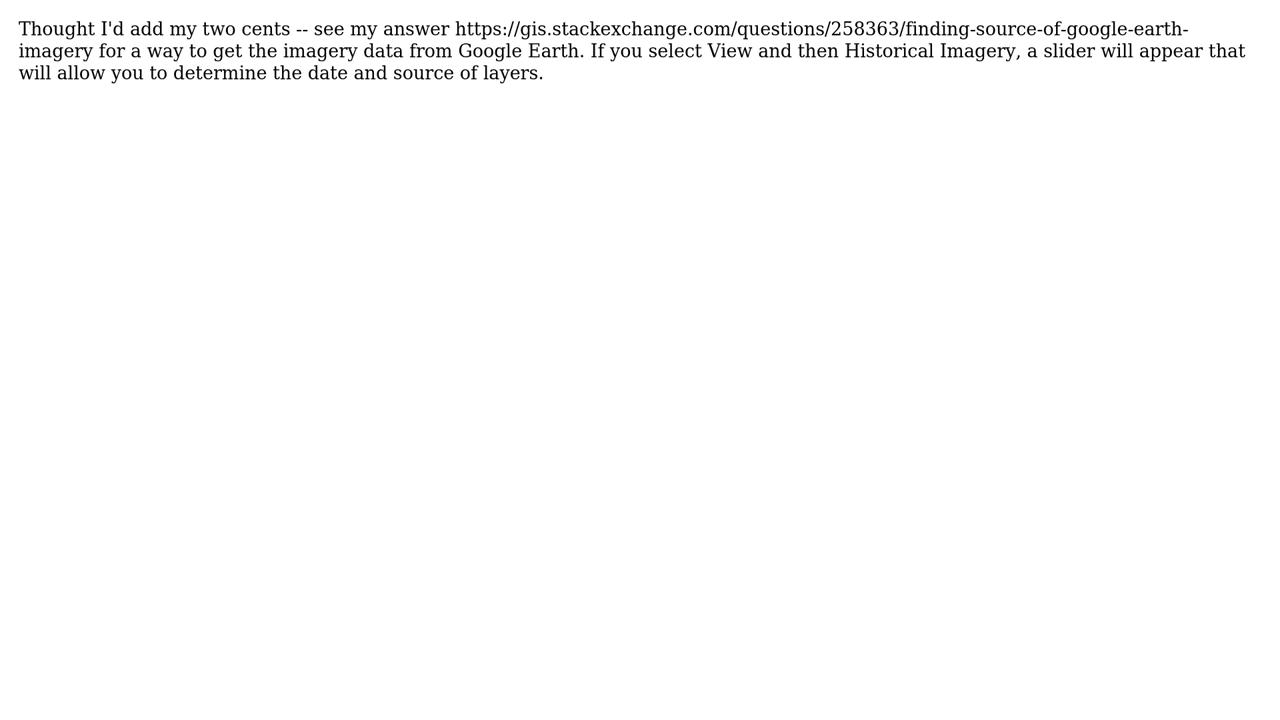 Thought I'd add my two cents -- see my answer https://gis.stackexchange.com/questions/258363/finding-source-of-google-earth-
imagery for a way to get the imagery data from Google Earth. If you select View and then Historical Imagery, a slider will appear that
will allow you to determine the date and source of layers.